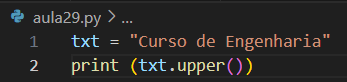 aula29.py > ...
1 txt = "Curso de Engenharia"
2 print (txt.upper())